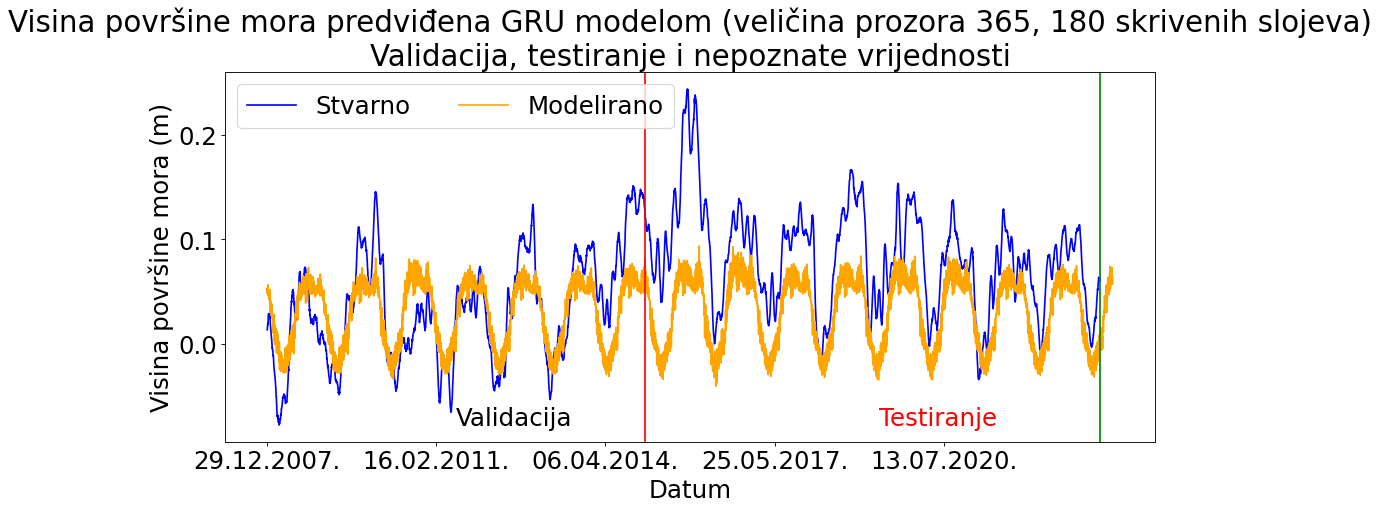 Visina površine mora predviđena GRU modelom (veličina prozora 365, 180 skrivenih slojeva)
Validacija, testiranje i nepoznate vrijednosti
Stvarno
Modelirano
Visina površine mora (m)
0.2
0.1
0.0
Validacija
Testiranje
29.12.2007.
16.02.2011.
06.04.2014.
25.05.2017.
13.07.2020.
Datum